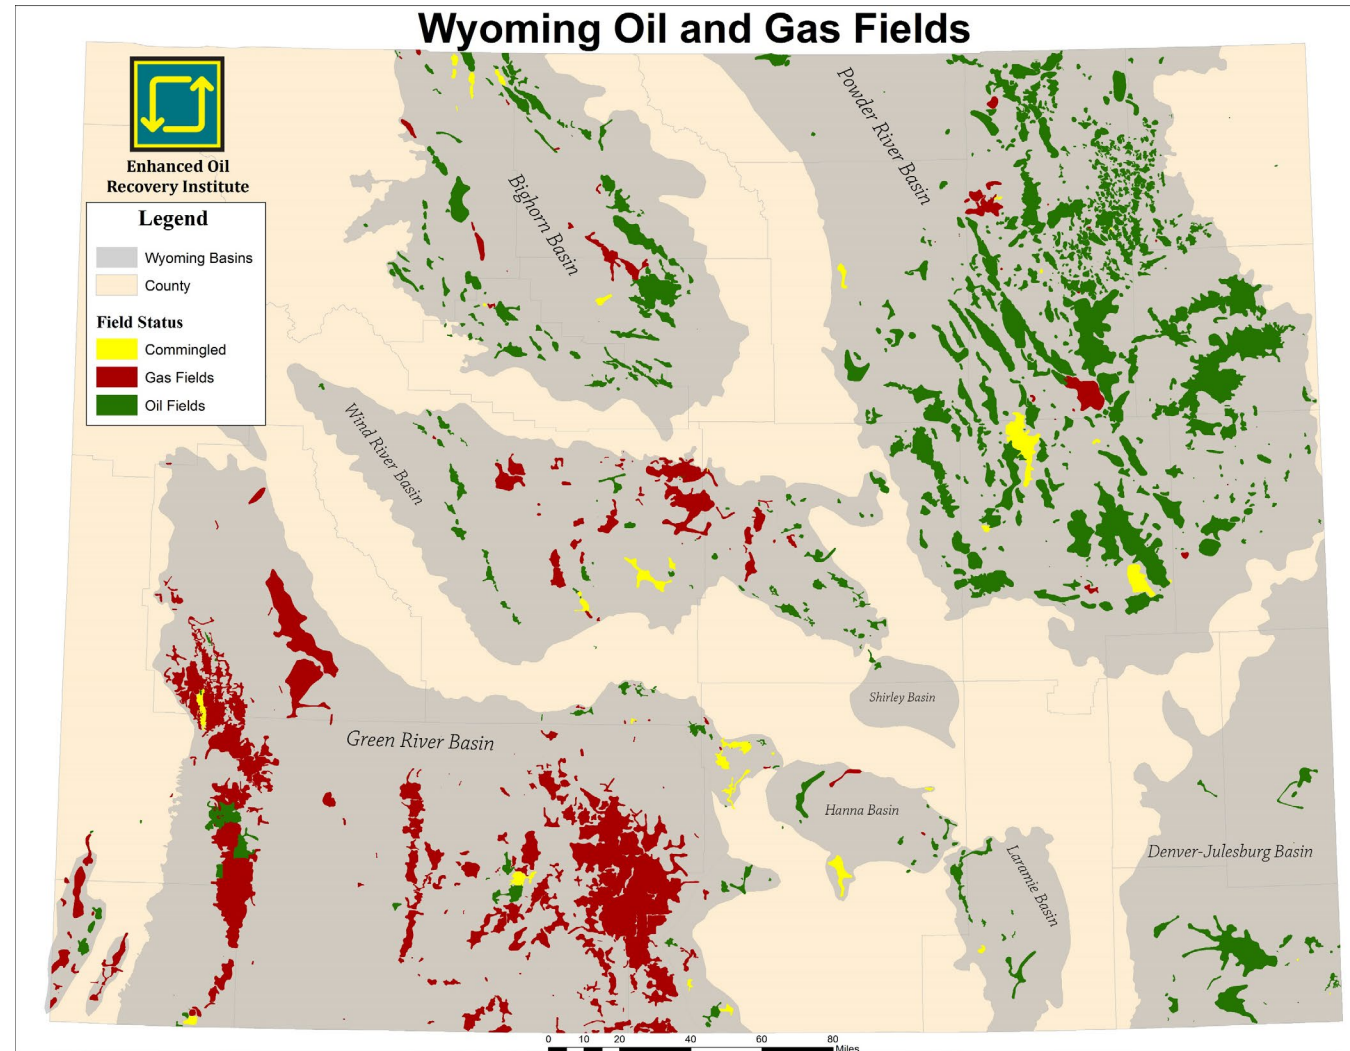 Wyoming Oil and Gas Fields
Enhanced Oil
Recovery Institute
Legend
Wyoming Basins
County
Field Status
Commingled
Gas Fields
Oil Fields
Powder River Basin
Bighorn Basin
Wind River Basin
Shirley Basin
Green River Basin
Hanna Basin
Laramie Basin
Denver-Julesburg Basin
0 10 20 40 60 80
Miles